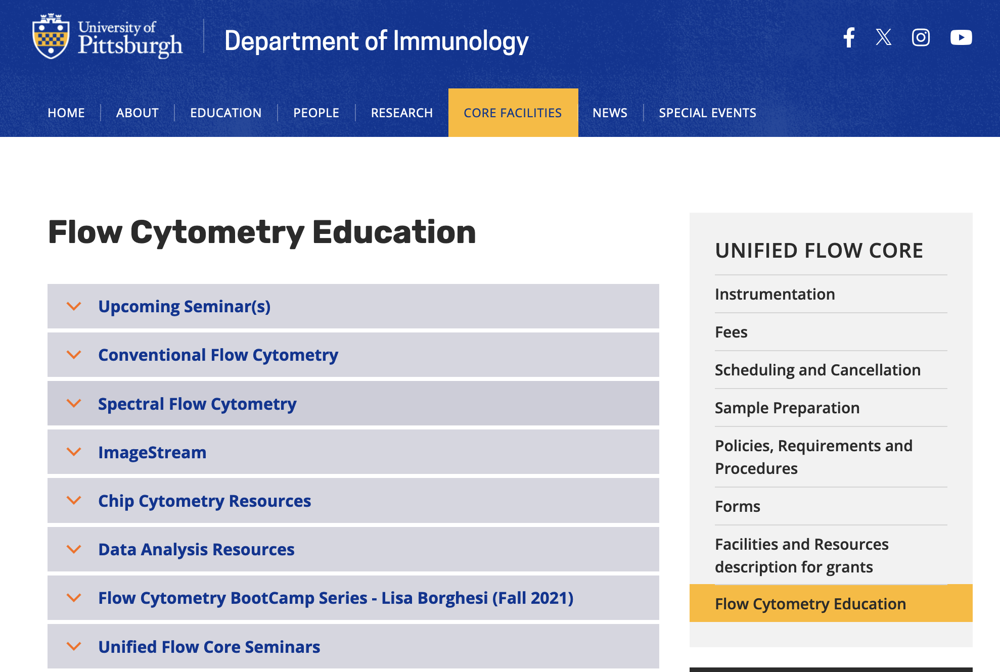 University of
Pittsburgh
Department of Immunology
HOME
ABOUT
EDUCATION
PEOPLE
RESEARCH
CORE FACILITIES
NEWS
SPECIAL EVENTS
Flow Cytometry Education
Upcoming Seminar(s)
Conventional Flow Cytometry
Spectral Flow Cytometry
ImageStream
Chip Cytometry Resources
Data Analysis Resources
Flow Cytometry BootCamp Series - Lisa Borghesi (Fall 2021)
Unified Flow Core Seminars
UNIFIED FLOW CORE
Instrumentation
Fees
Scheduling and Cancellation
Sample Preparation
Policies, Requirements and
Procedures
Forms
Facilities and Resources
description for grants
Flow Cytometry Education